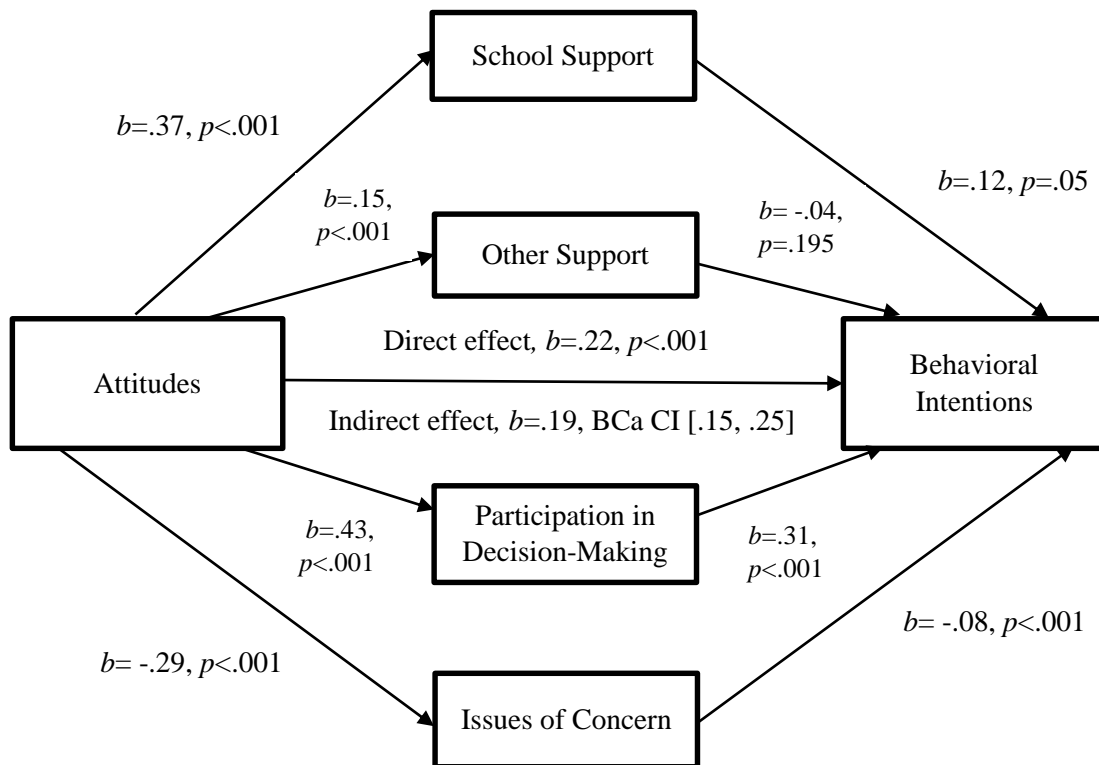 School Support
b=.37, p<.001
b=.12, p=.05
b=.15,
p<.001
b= -.04,
p=.195
Other Support
Direct effect, b=.22, p<.001
Attitudes
Behavioral
Intentions
Indirect effect, b=.19, BCa CI [.15, .25]
Participation in
Decision-Making
b=.43,
p<.001
b=.31,
p<.001
b= -.08, p<.001
b= -.29, p<.001
Issues of Concern